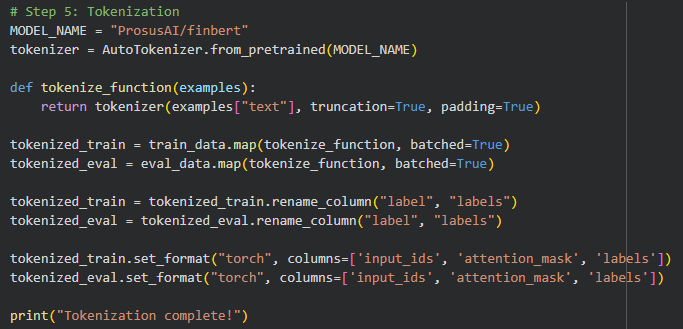 # Step 5: Tokenization
MODEL_NAME = "ProsusAI/finbert"
tokenizer = AutoTokenizer.from_pretrained(MODEL_NAME)

def tokenize_function(examples):
    return tokenizer(examples["text"], truncation=True, padding=True)

tokenized_train = train_data.map(tokenize_function, batched=True)
tokenized_eval = eval_data.map(tokenize_function, batched=True)

tokenized_train = tokenized_train.rename_column("label", "labels")
tokenized_eval = tokenized_eval.rename_column("label", "labels")

tokenized_train.set_format("torch", columns=['input_ids', 'attention_mask', 'labels'])
tokenized_eval.set_format("torch", columns=['input_ids', 'attention_mask', 'labels'])

print("Tokenization complete!")